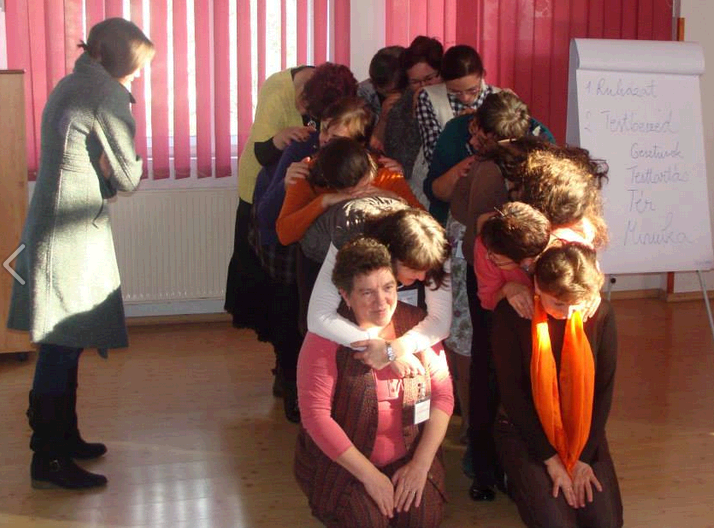 1. Ruházat
2. Testbeszéd
Gesztusok
Testtartás
Tér
Mimika